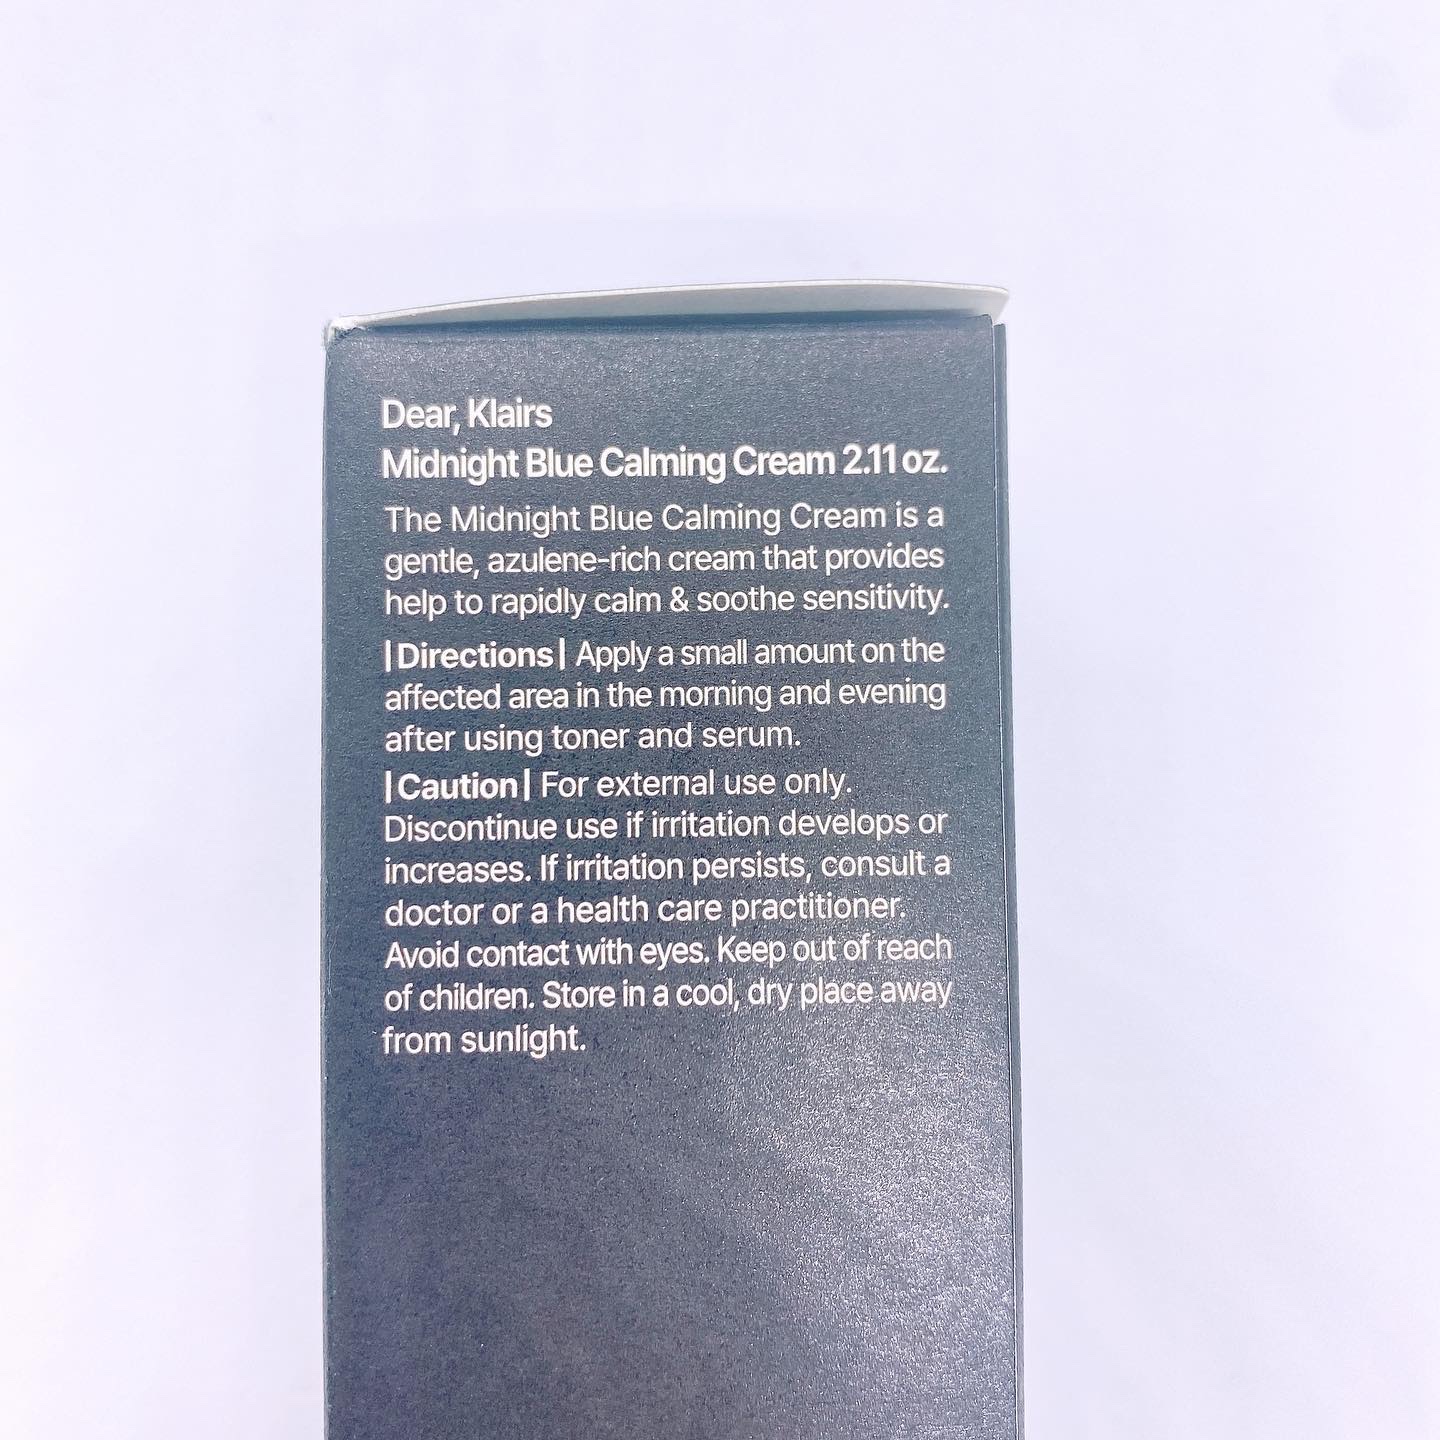 Dear, Klairs
Midnight Blue Calming Cream 2.11 oz.
The Midnight Blue Calming Cream is a
gentle, azulene-rich cream that provides
help to rapidly calm & soothe sensitivity.
|Directions| Apply a small amount on the
affected area in the morning and evening
after using toner and serum.
|Caution| For external use only.
Discontinue use if irritation develops or
increases. If irritation persists, consult a
doctor or a health care practitioner.
Avoid contact with eyes. Keep out of reach
of children. Store in a cool, dry place away
from sunlight.